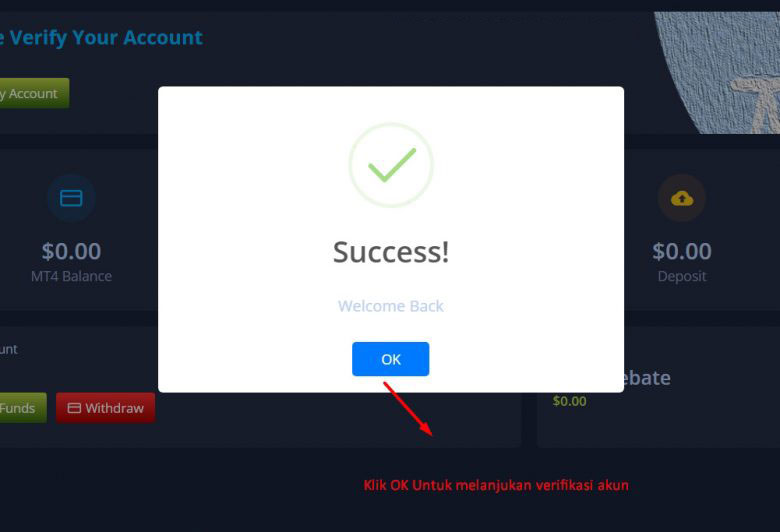 e Verify Your Account
y Account
Success!
$0.00
MT4 Balance
$0.00
Deposit
Welcome Back
OK
unt
ebate
$0.00
Funds
Withdraw
Klik OK Untuk melanjukan verifikasi akun